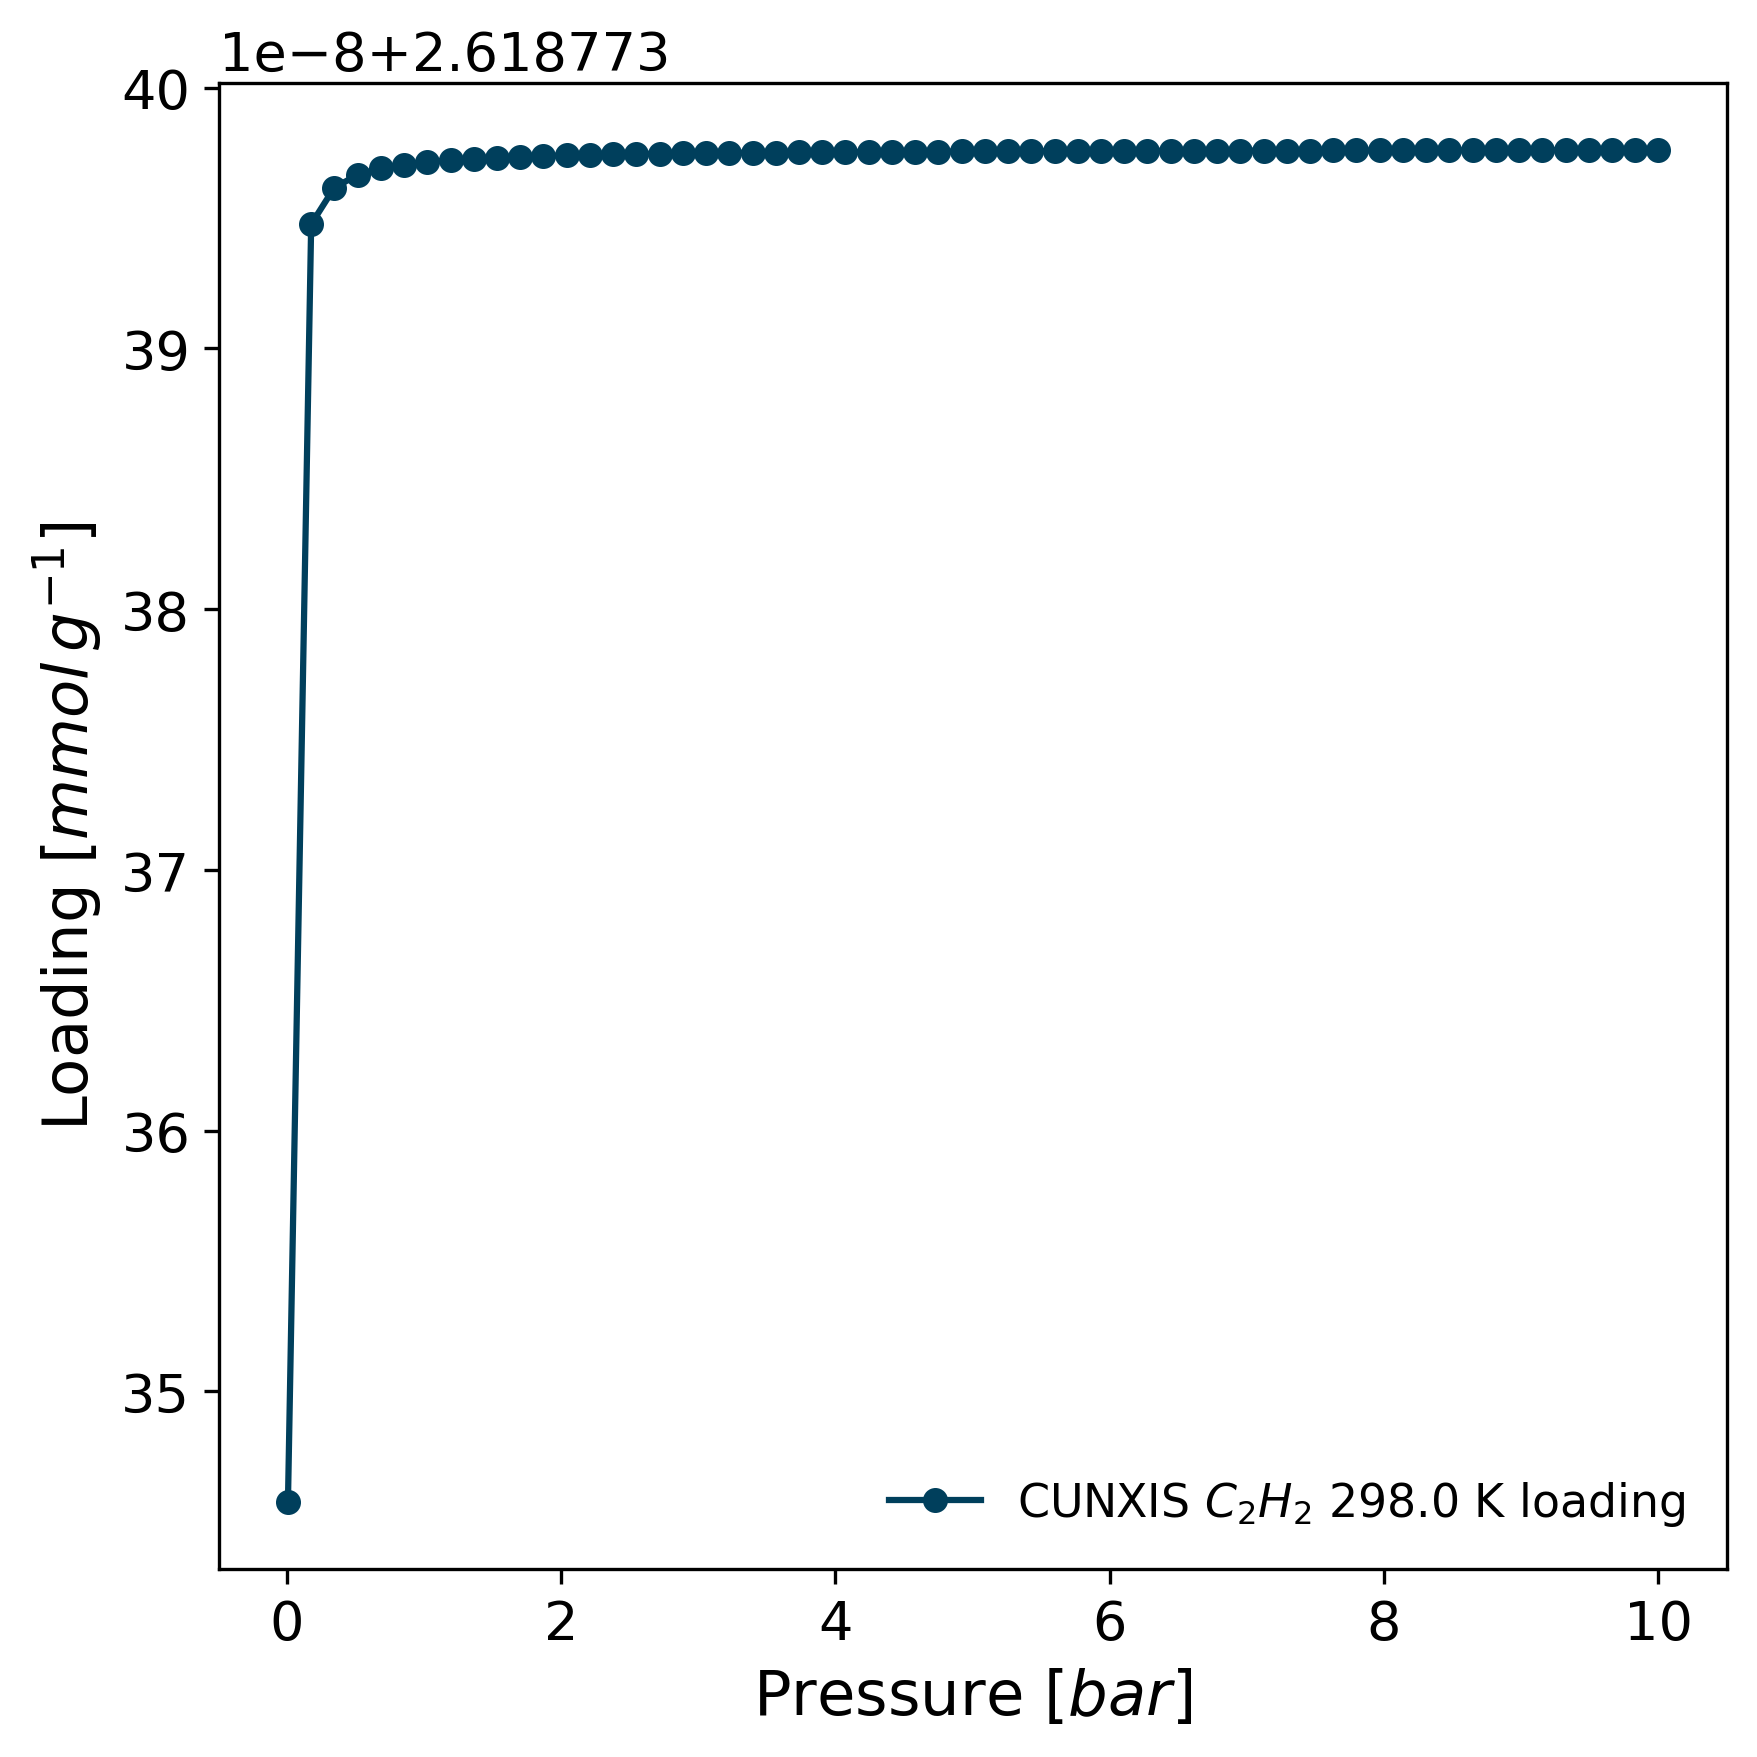 1e−8+2.618773
40
39
38
37
36
35
Loading [mmol g⁻¹]
CUNXIS C₂H₂ 298.0 K loading
0 2 4 6 8 10
Pressure [bar]